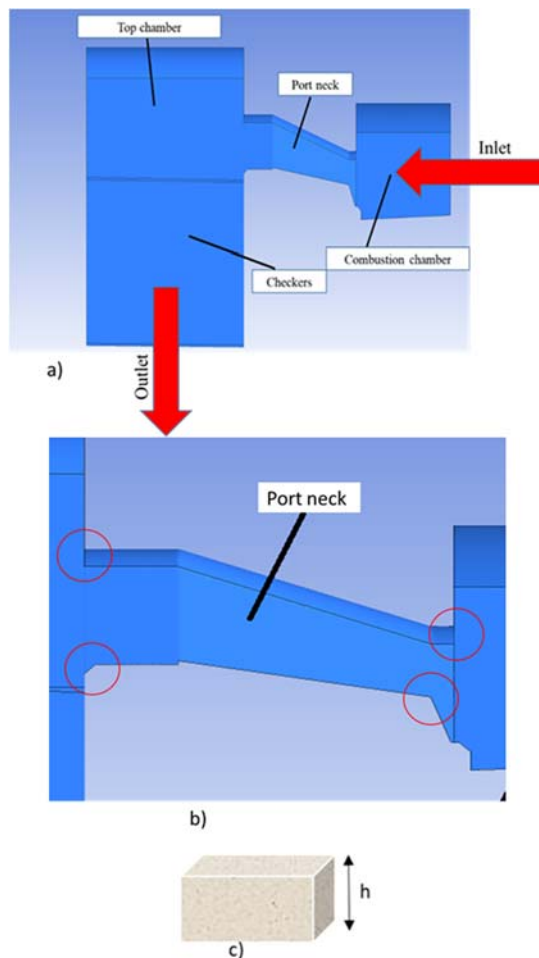 Top chamber
Port neck
Inlet
Combustion chamber
Checkers
a)
Outlet
Port neck
b)
h
c)